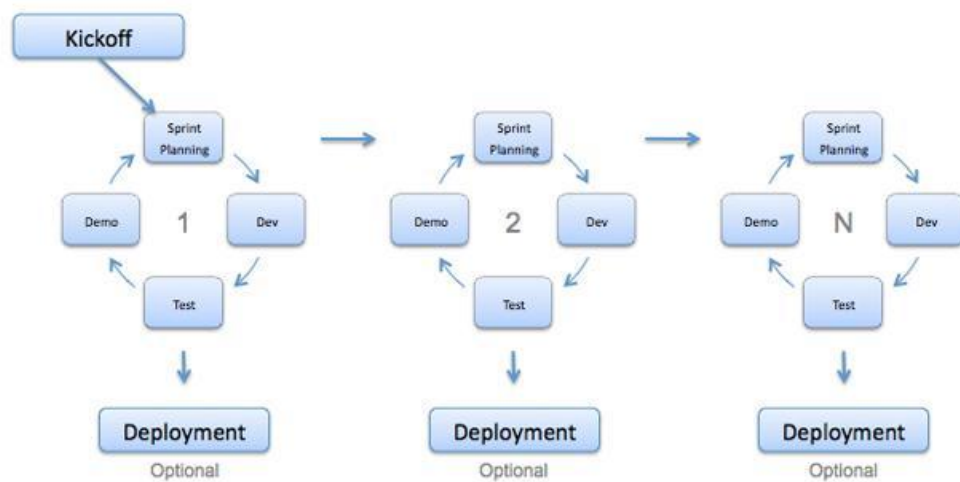 Kickoff
Sprint
Planning
Demo
1
Dev
Test
Deployment
Optional
Sprint
Planning
Demo
2
Dev
Test
Deployment
Optional
Sprint
Planning
Demo
N
Dev
Test
Deployment
Optional